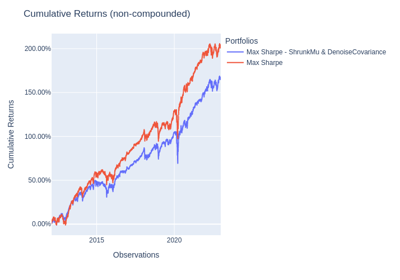 Cumulative Returns (non-compounded)
Portfolios
Max Sharpe - ShrunkMu & DenoiseCovariance
Max Sharpe
200.00%
150.00%
100.00%
50.00%
0.00%
Cumulative Returns
2015
2020
Observations